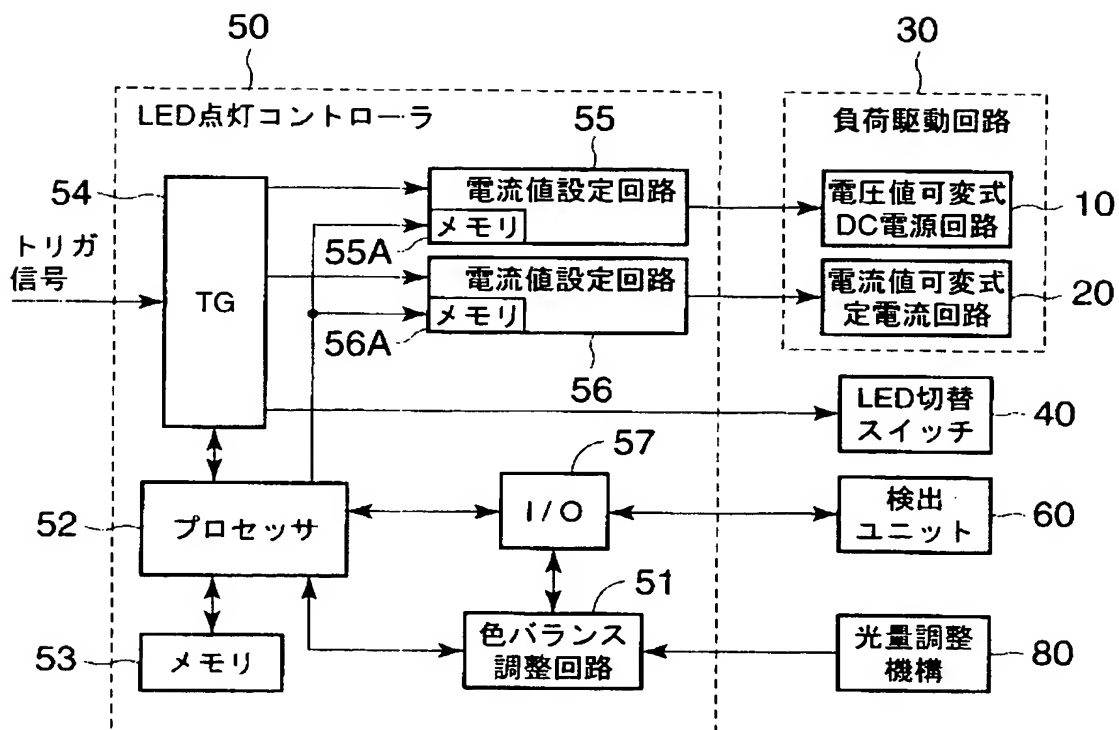 50
30
LED点灯コントローラ
55
負荷駆動回路
54
電流値設定回路
メモリ
電圧値可変式
DC電源回路
10
トリガ
信号
55A
TG
電流値設定回路
メモリ
電流値可変式
定電流回路
20
56A
56
LED切替
スイッチ
40
57
52
プロセッサ
I/O
検出
ユニット
60
51
53
メモリ
色バランス
調整回路
光量調整
機構
80